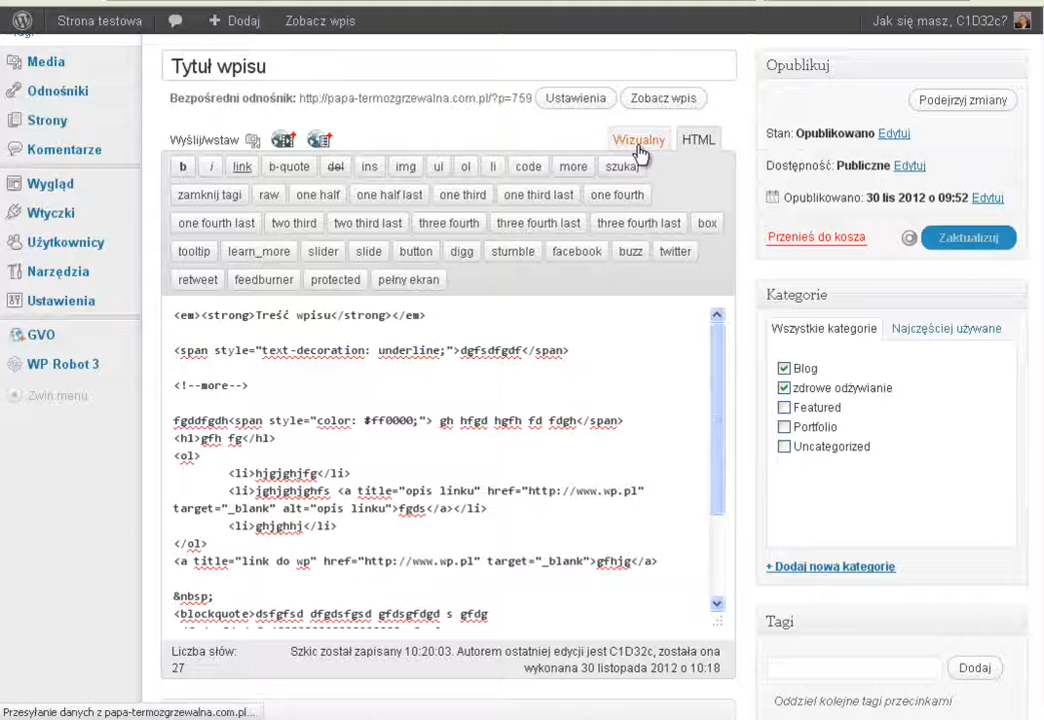 Strona testowa
Dodaj
Zobacz wpis
Jak się masz, C1D32c?
Media
Odnośniki
Strony
Komentarze
Wygląd
Wtyczki
Użytkownicy
Narzędzia
Ustawienia
GVO
WP Robot 3
Zwiń menu
Tytuł wpisu
Bezpośredni odnośnik: http://papa-termozgrzewalna.com.pl/?p=759 Ustawienia Zobacz wpis
Wyślij/wstaw Wizualny HTML
b i link b-quote del ins img ul ol li code more szukaj
zamknij tagi raw one half one half last one third one third last one fourth
one fourth last two third two third last three fourth three fourth last three fourth last box
tooltip learn_more slider slide button digg stumble facebook buzz twitter
retweet feedburner protected pełny ekran
<em><strong>Treść wpisu</strong></em>
<span style="text-decoration: underline;">dgfsdfgdf</span>
<!--more-->
fgddfgdh<span style="color: #ff0000;"> gh hfgd hgfh fd fdgh</span>
<h1>gfh fg</h1>
<ol>
<li>hjgjghjfg</li>
<li>jghjghjghfs <a title="opis linku" href="http://www.wp.pl"
target="_blank" alt="opis linku">fgds</a></li>
<li>ghjghhj</li>
</ol>
<a title="link do wp" href="http://www.wp.pl" target="_blank">gfhjg</a>
&nbsp;
<blockquote>dsfgfsd dfgdsfgsd gfdsgfdgd s gfdg
Liczba słów:
27
Szkic został zapisany 10:20:03. Autorem ostatniej edycji jest C1D32c, została ona
wykonana 30 listopada 2012 o 10:18
Opublikuj
Podejrzyj zmiany
Stan: Opublikowano Edytuj
Dostępność: Publiczne Edytuj
Opublikowano: 30 lis 2012 o 09:52 Edytuj
Przenieś do kosza Zaktualizuj
Kategorie
Wszystkie kategorie Najczęściej używane
Blog
zdrowe odżywianie
Featured
Portfolio
Uncategorized
+ Dodaj nową kategorię
Tagi
Dodaj
Oddziel kolejne tagi przecinkami
Przesyłanie danych z papa-termozgrzewalna.com.pl...